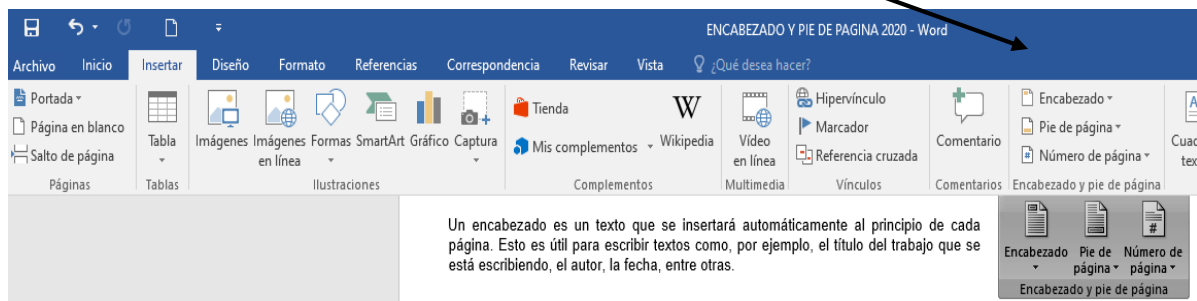 ENCABEZADO Y PIE DE PAGINA 2020 - Word
Archivo Inicio Insertar Diseño Formato Referencias Correspondencia Revisar Vista ¿Qué desea hacer?
Portada
Página en blanco
Salto de página
Páginas
Tabla
Tablas
Imágenes
Imágenes
en línea
Formas
SmartArt
Gráfico
Captura
Ilustraciones
Tienda
Mis complementos
W
Wikipedia
Complementos
Vídeo
en línea
Multimedia
Hipervínculo
Marcador
Referencia cruzada
Vínculos
Comentario
Comentarios
Encabezado
Pie de página
Número de página
Encabezado y pie de página
Un encabezado es un texto que se insertará automáticamente al principio de cada
página. Esto es útil para escribir textos como, por ejemplo, el título del trabajo que se
está escribiendo, el autor, la fecha, entre otras.
Encabezado
Pie de
página
Número de
página
Encabezado y pie de página